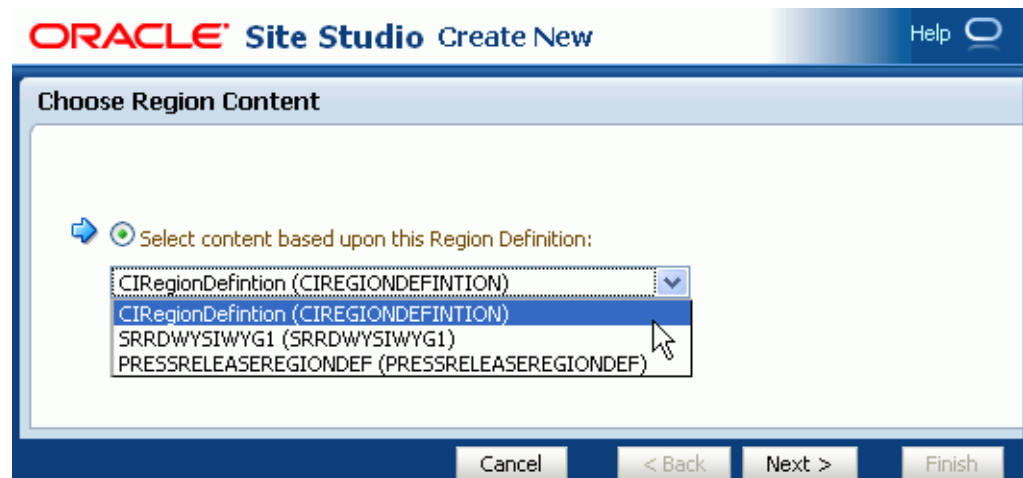 ORACLE Site Studio Create New
Help
Choose Region Content
Select content based upon this Region Definition:
CIRegionDefintion (CIREGIONDEFINTION)
CIRegionDefintion (CIREGIONDEFINTION)
SRRDWYSIWYG1 (SRRDWYSIWYG1)
PRESSRELEASEREGIONDEF (PRESSRELEASEREGIONDEF)
Cancel < Back Next > Finish